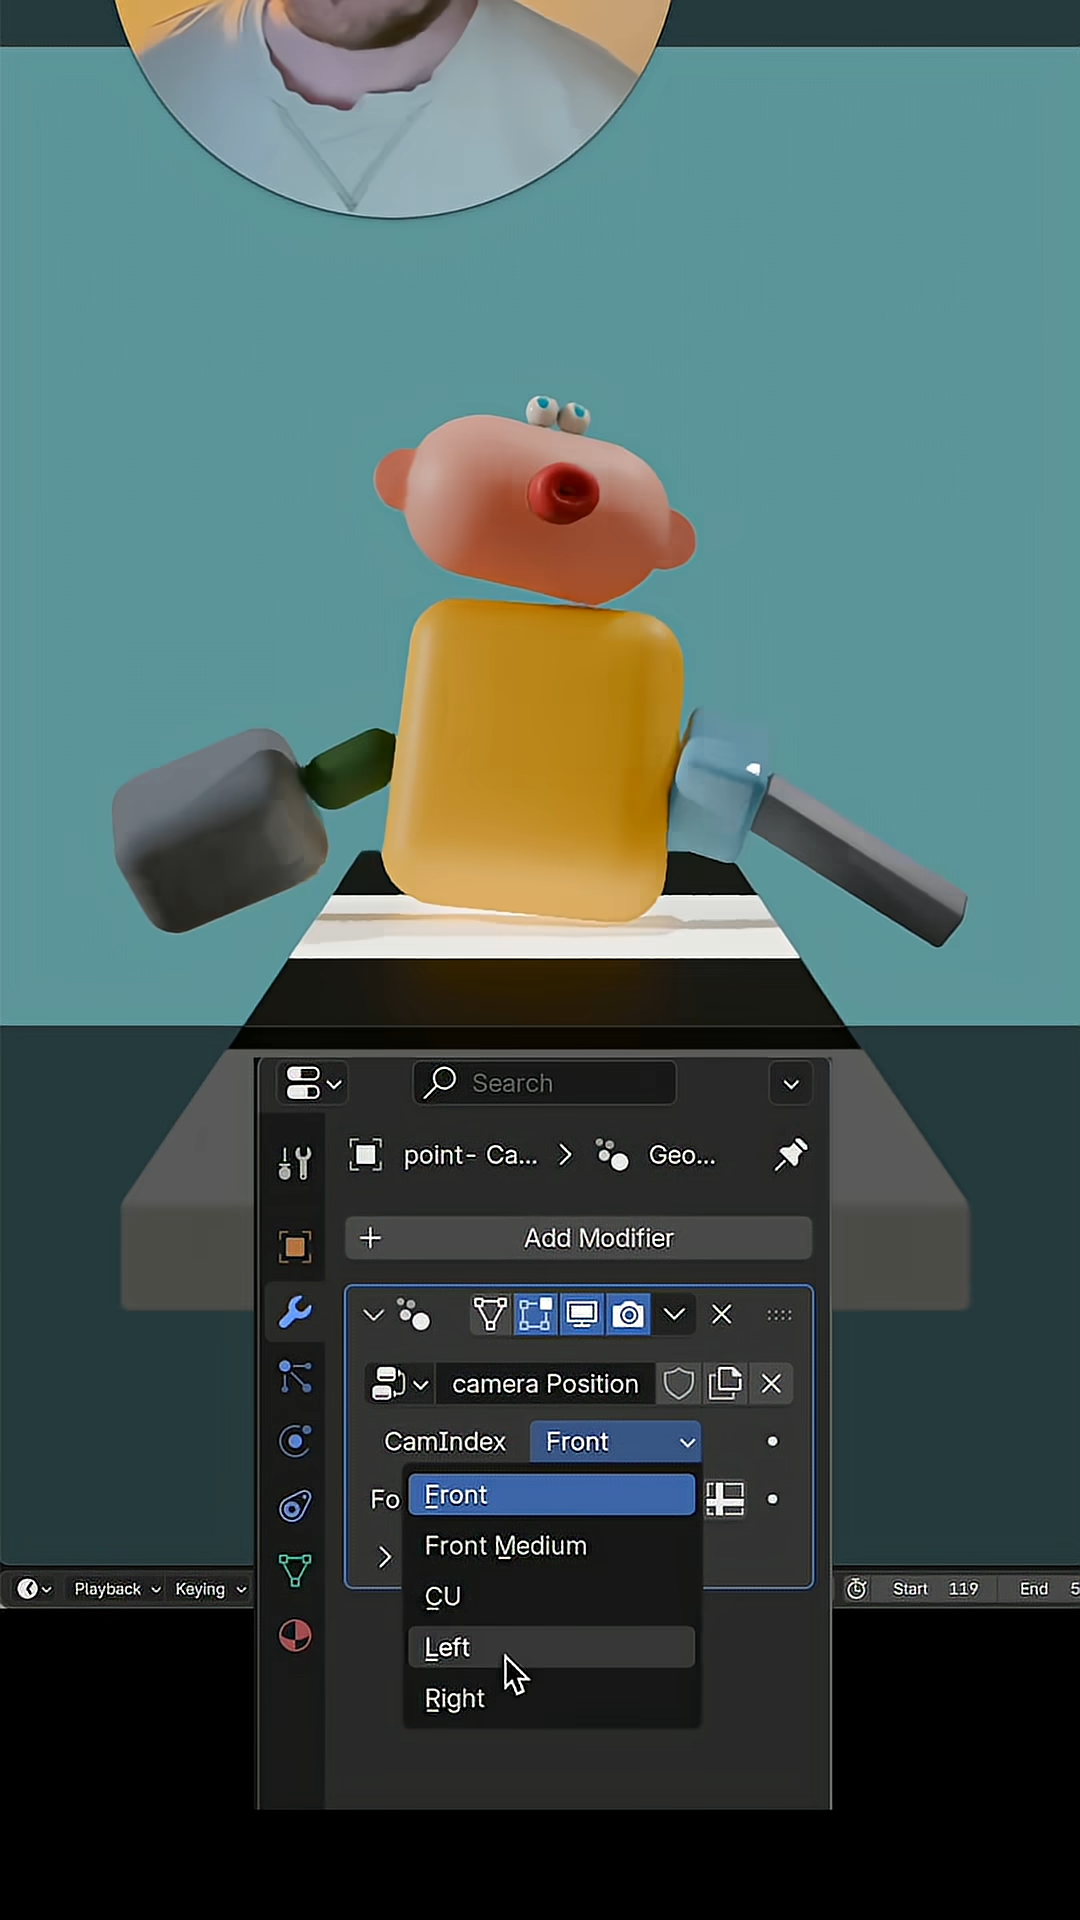 Search
point- Ca... Geo...
Add Modifier
camera Position
CamIndex Front
Fo
Front
Front Medium
CU
Left
Right
Playback Keying Start 119 End 5